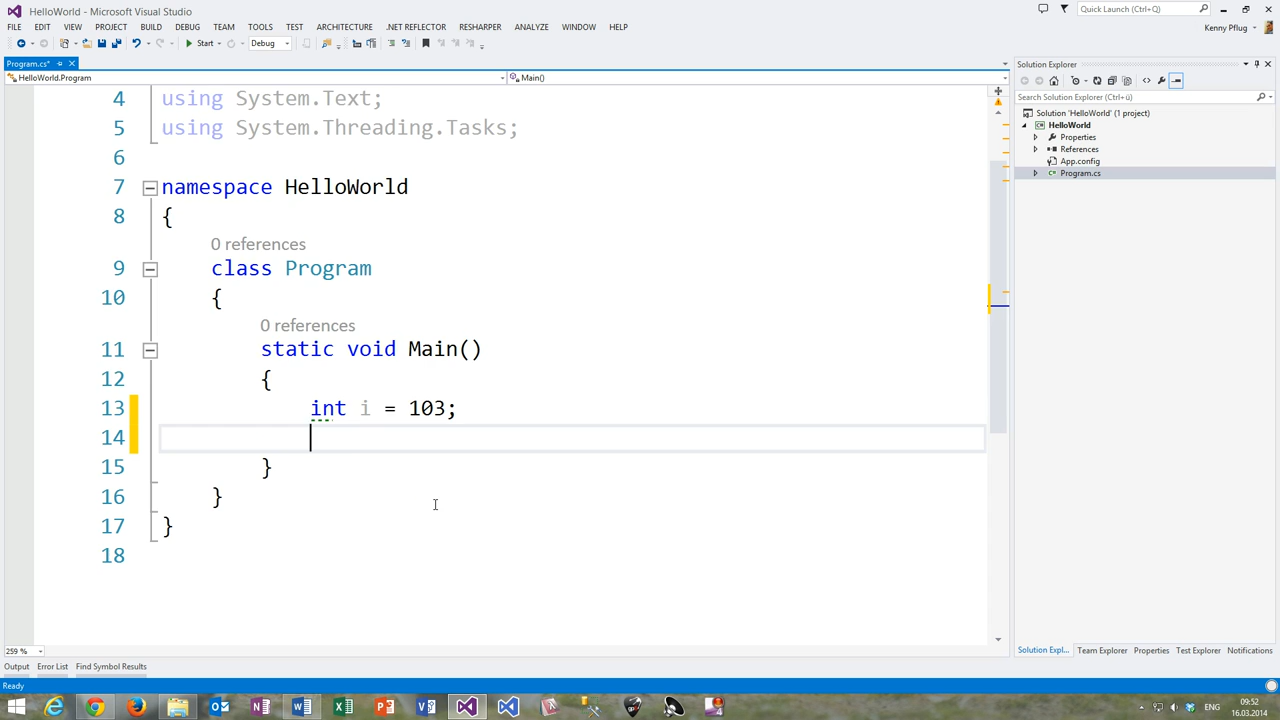 HelloWorld - Microsoft Visual Studio
Quick Launch (Ctrl+Q)
FILE EDIT VIEW PROJECT BUILD DEBUG TEAM TOOLS TEST ARCHITECTURE .NET REFLECTOR RESHARPER ANALYZE WINDOW HELP
Kenny Pflug
Start Debug
Program.cs*
HelloWorld.Program Main()
4 using System.Text;
5 using System.Threading.Tasks;
6
7 namespace HelloWorld
8 {
0 references
9 class Program
10 {
0 references
11 static void Main()
12 {
13 int i = 103;
14
15 }
16 }
17 }
18
259 %
Solution Explorer
Search Solution Explorer (Ctrl+ü)
Solution 'HelloWorld' (1 project)
HelloWorld
Properties
References
App.config
Program.cs
Solution Expl... Team Explorer Properties Test Explorer Notifications
Output Error List Find Symbol Results
Ready
ENG
09:52
16.03.2014